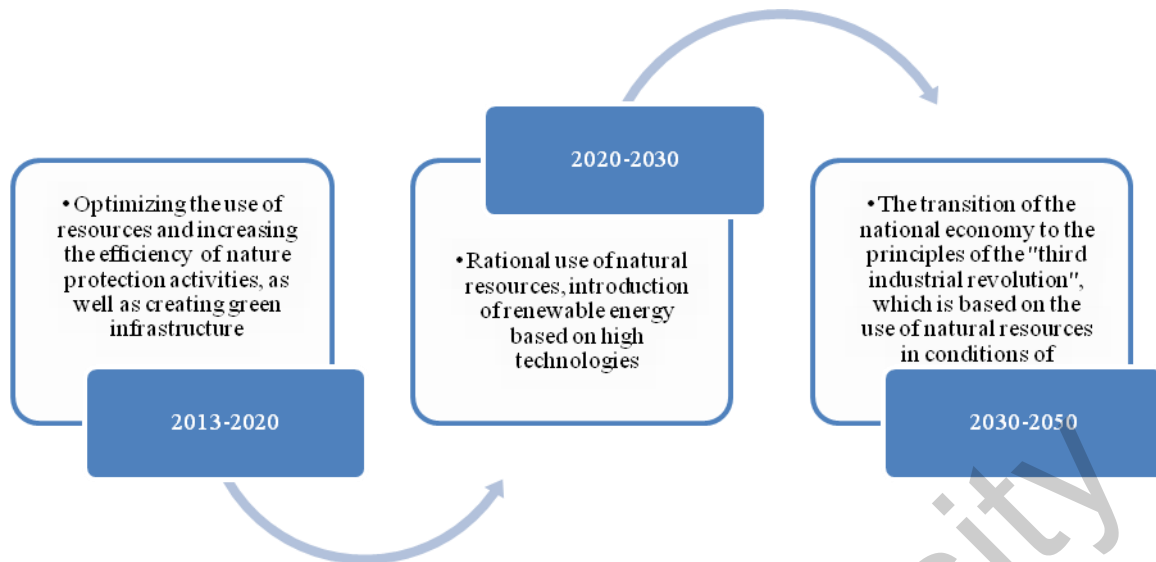 • Optimizing the use of
resources and increasing
the efficiency of nature
protection activities, as
well as creating green
infrastructure
2013-2020
2020-2030
• Rational use of natural
resources, introduction
of renewable energy
based on high
technologies
• The transition of the
national economy to the
principles of the "third
industrial revolution",
which is based on the
use of natural resources
in conditions of
2030-2050
sity